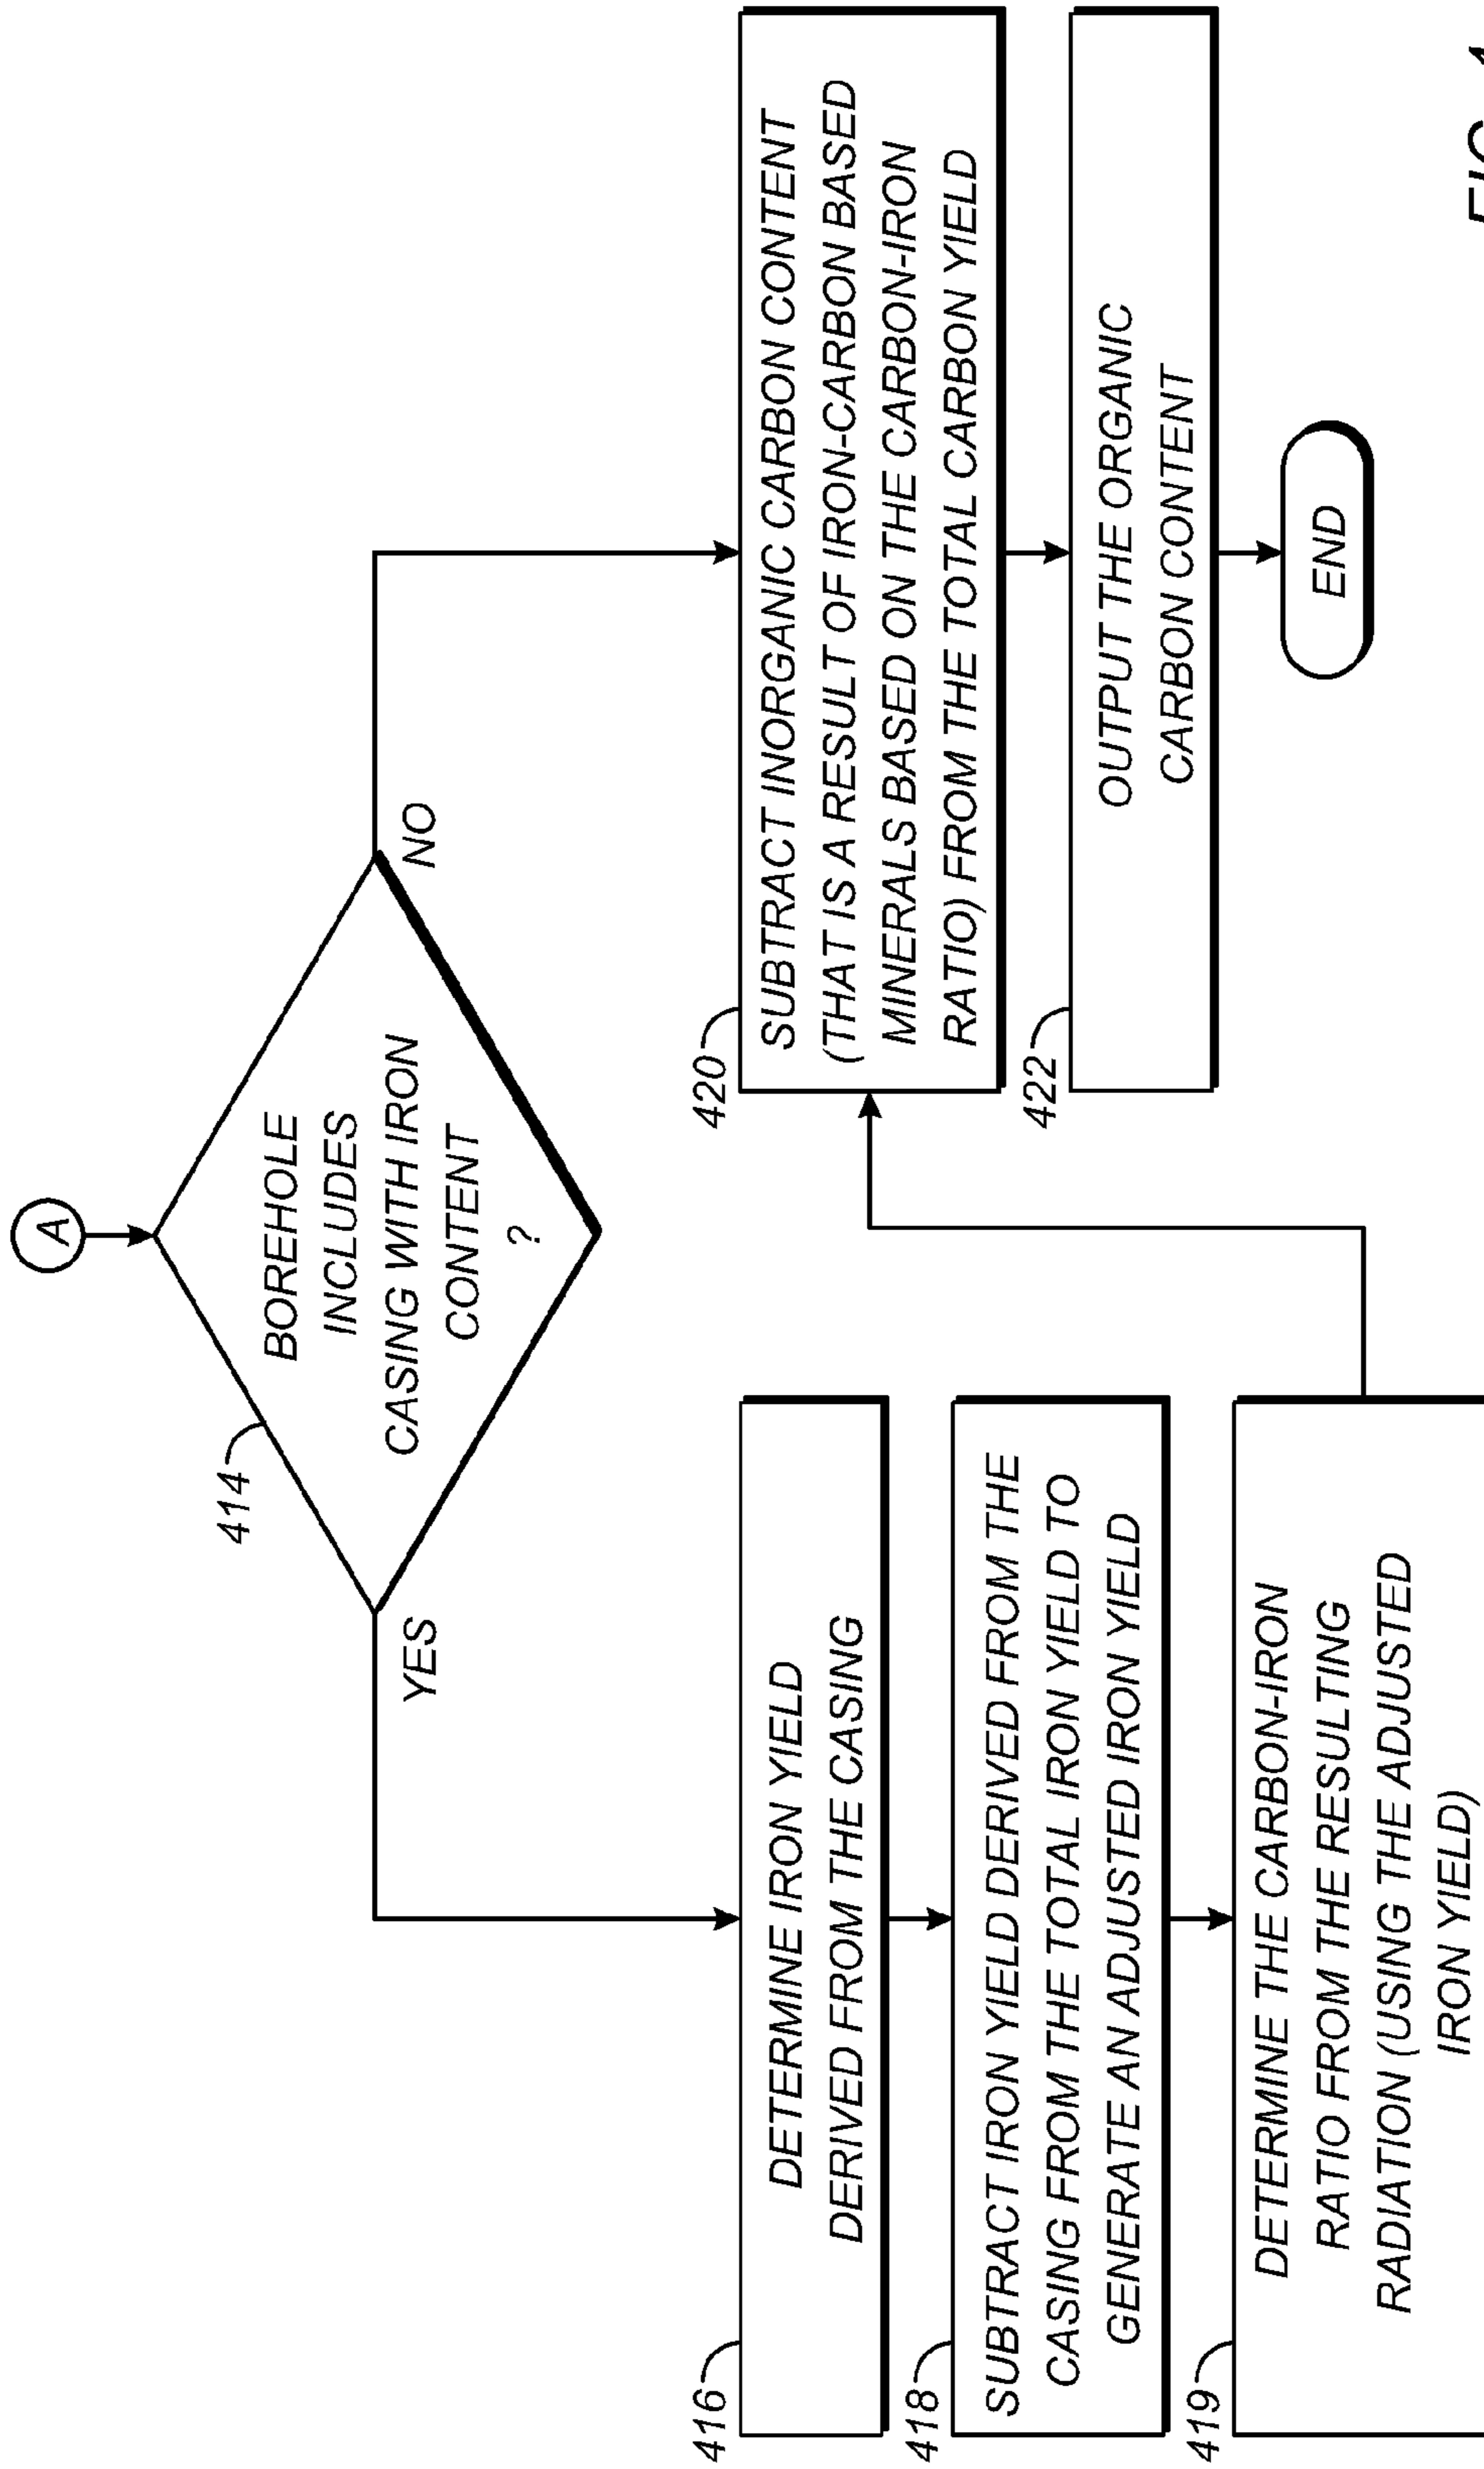 A
414
BOREHOLE
INCLUDES
CASING WITH IRON
CONTENT
?
YES
NO
416
DETERMINE IRON YIELD
DERIVED FROM THE CASING
418
SUBTRACT IRON YIELD DERIVED FROM THE
CASING FROM THE TOTAL IRON YIELD TO
GENERATE AN ADJUSTED IRON YIELD
419
DETERMINE THE CARBON-IRON
RATIO FROM THE RESULTING
RADIATION (USING THE ADJUSTED
IRON YIELD)
420
SUBTRACT INORGANIC CARBON CONTENT
(THAT IS A RESULT OF IRON-CARBON BASED
MINERALS BASED ON THE CARBON-IRON
RATIO) FROM THE TOTAL CARBON YIELD
422
OUTPUT THE ORGANIC
CARBON CONTENT
END